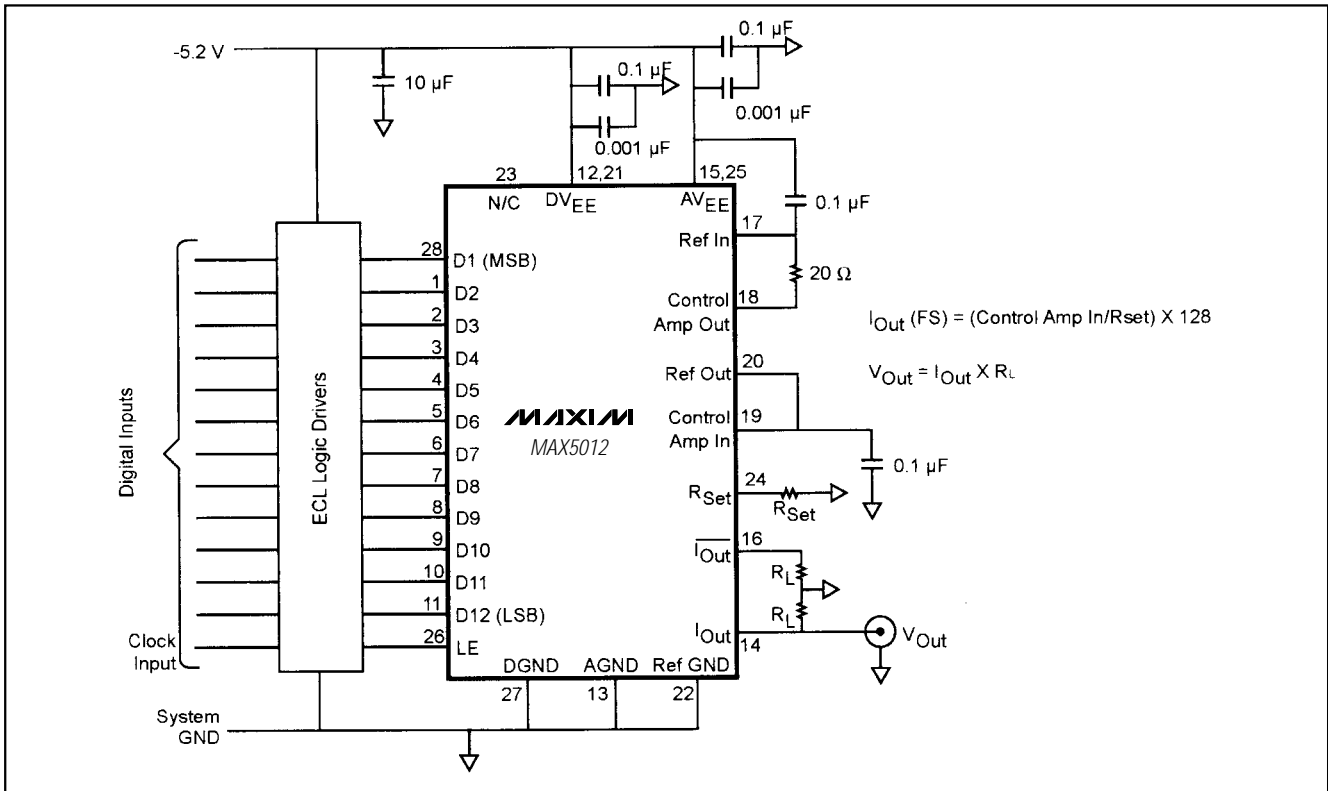 -5.2 V
10 µF
0.1 µF
0.001 µF
0.1 µF
0.001 µF
0.1 µF
20 Ω
23
N/C
12,21
DVEE
15,25
AVEE
17
Ref In
18
Control
Amp Out
20
Ref Out
19
Control
Amp In
0.1 µF
24
RSet
RSet
16
IOut
RL
RL
IOut
14
VOut
IOut (FS) = (Control Amp In/Rset) X 128
VOut = IOut X RL
MAXIM
MAX5012
Digital Inputs
ECL Logic Drivers
28
D1 (MSB)
1
D2
2
D3
3
D4
4
D5
5
D6
6
D7
7
D8
8
D9
9
D10
10
D11
11
D12 (LSB)
26
LE
Clock
Input
DGND
AGND
Ref GND
27
13
22
System
GND